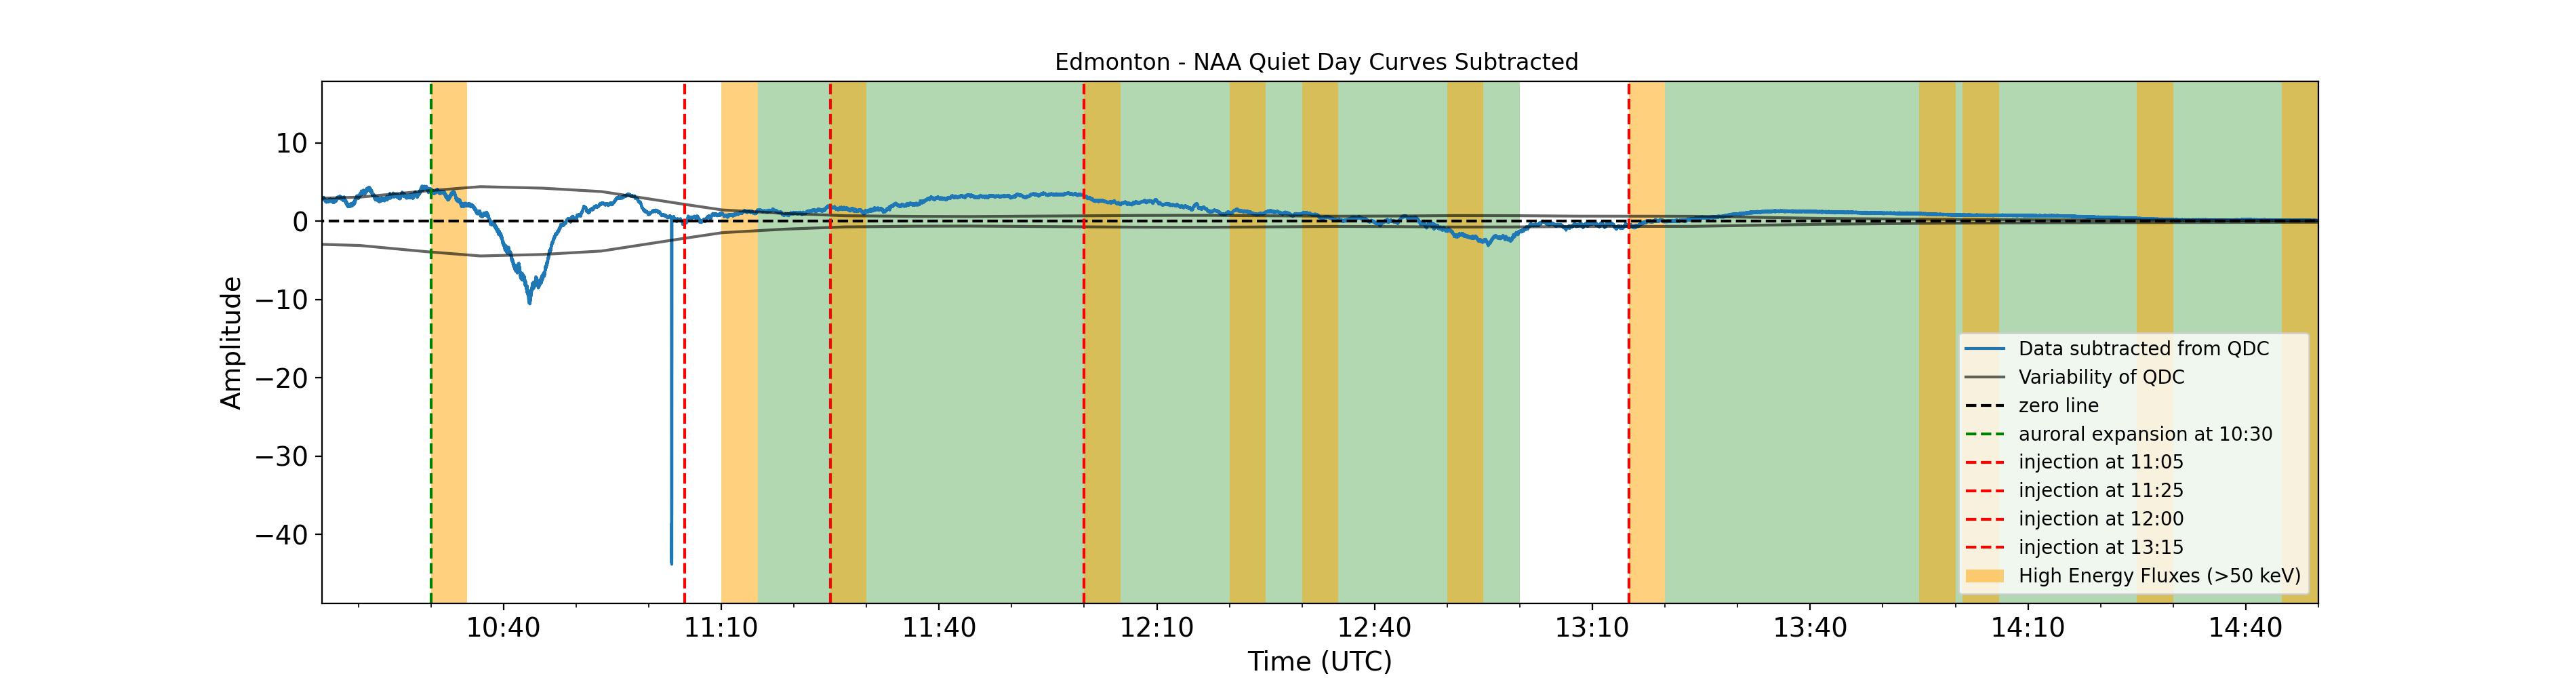 Edmonton - NAA Quiet Day Curves Subtracted
10
0
−10
−20
−30
−40
Amplitude
Data subtracted from QDC
Variability of QDC
zero line
auroral expansion at 10:30
injection at 11:05
injection at 11:25
injection at 12:00
injection at 13:15
High Energy Fluxes (>50 keV)
10:40 11:10 11:40 12:10 12:40 13:10 13:40 14:10 14:40
Time (UTC)